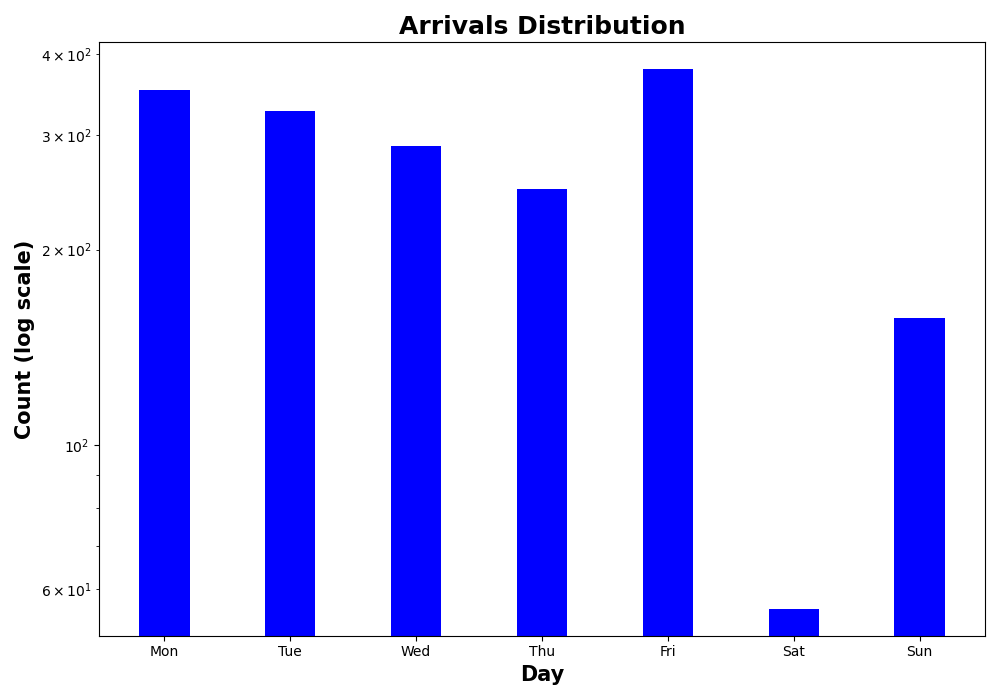 Arrivals Distribution
4 × 10²
3 × 10²
2 × 10²
10²
6 × 10¹
Count (log scale)
Mon Tue Wed Thu Fri Sat Sun
Day